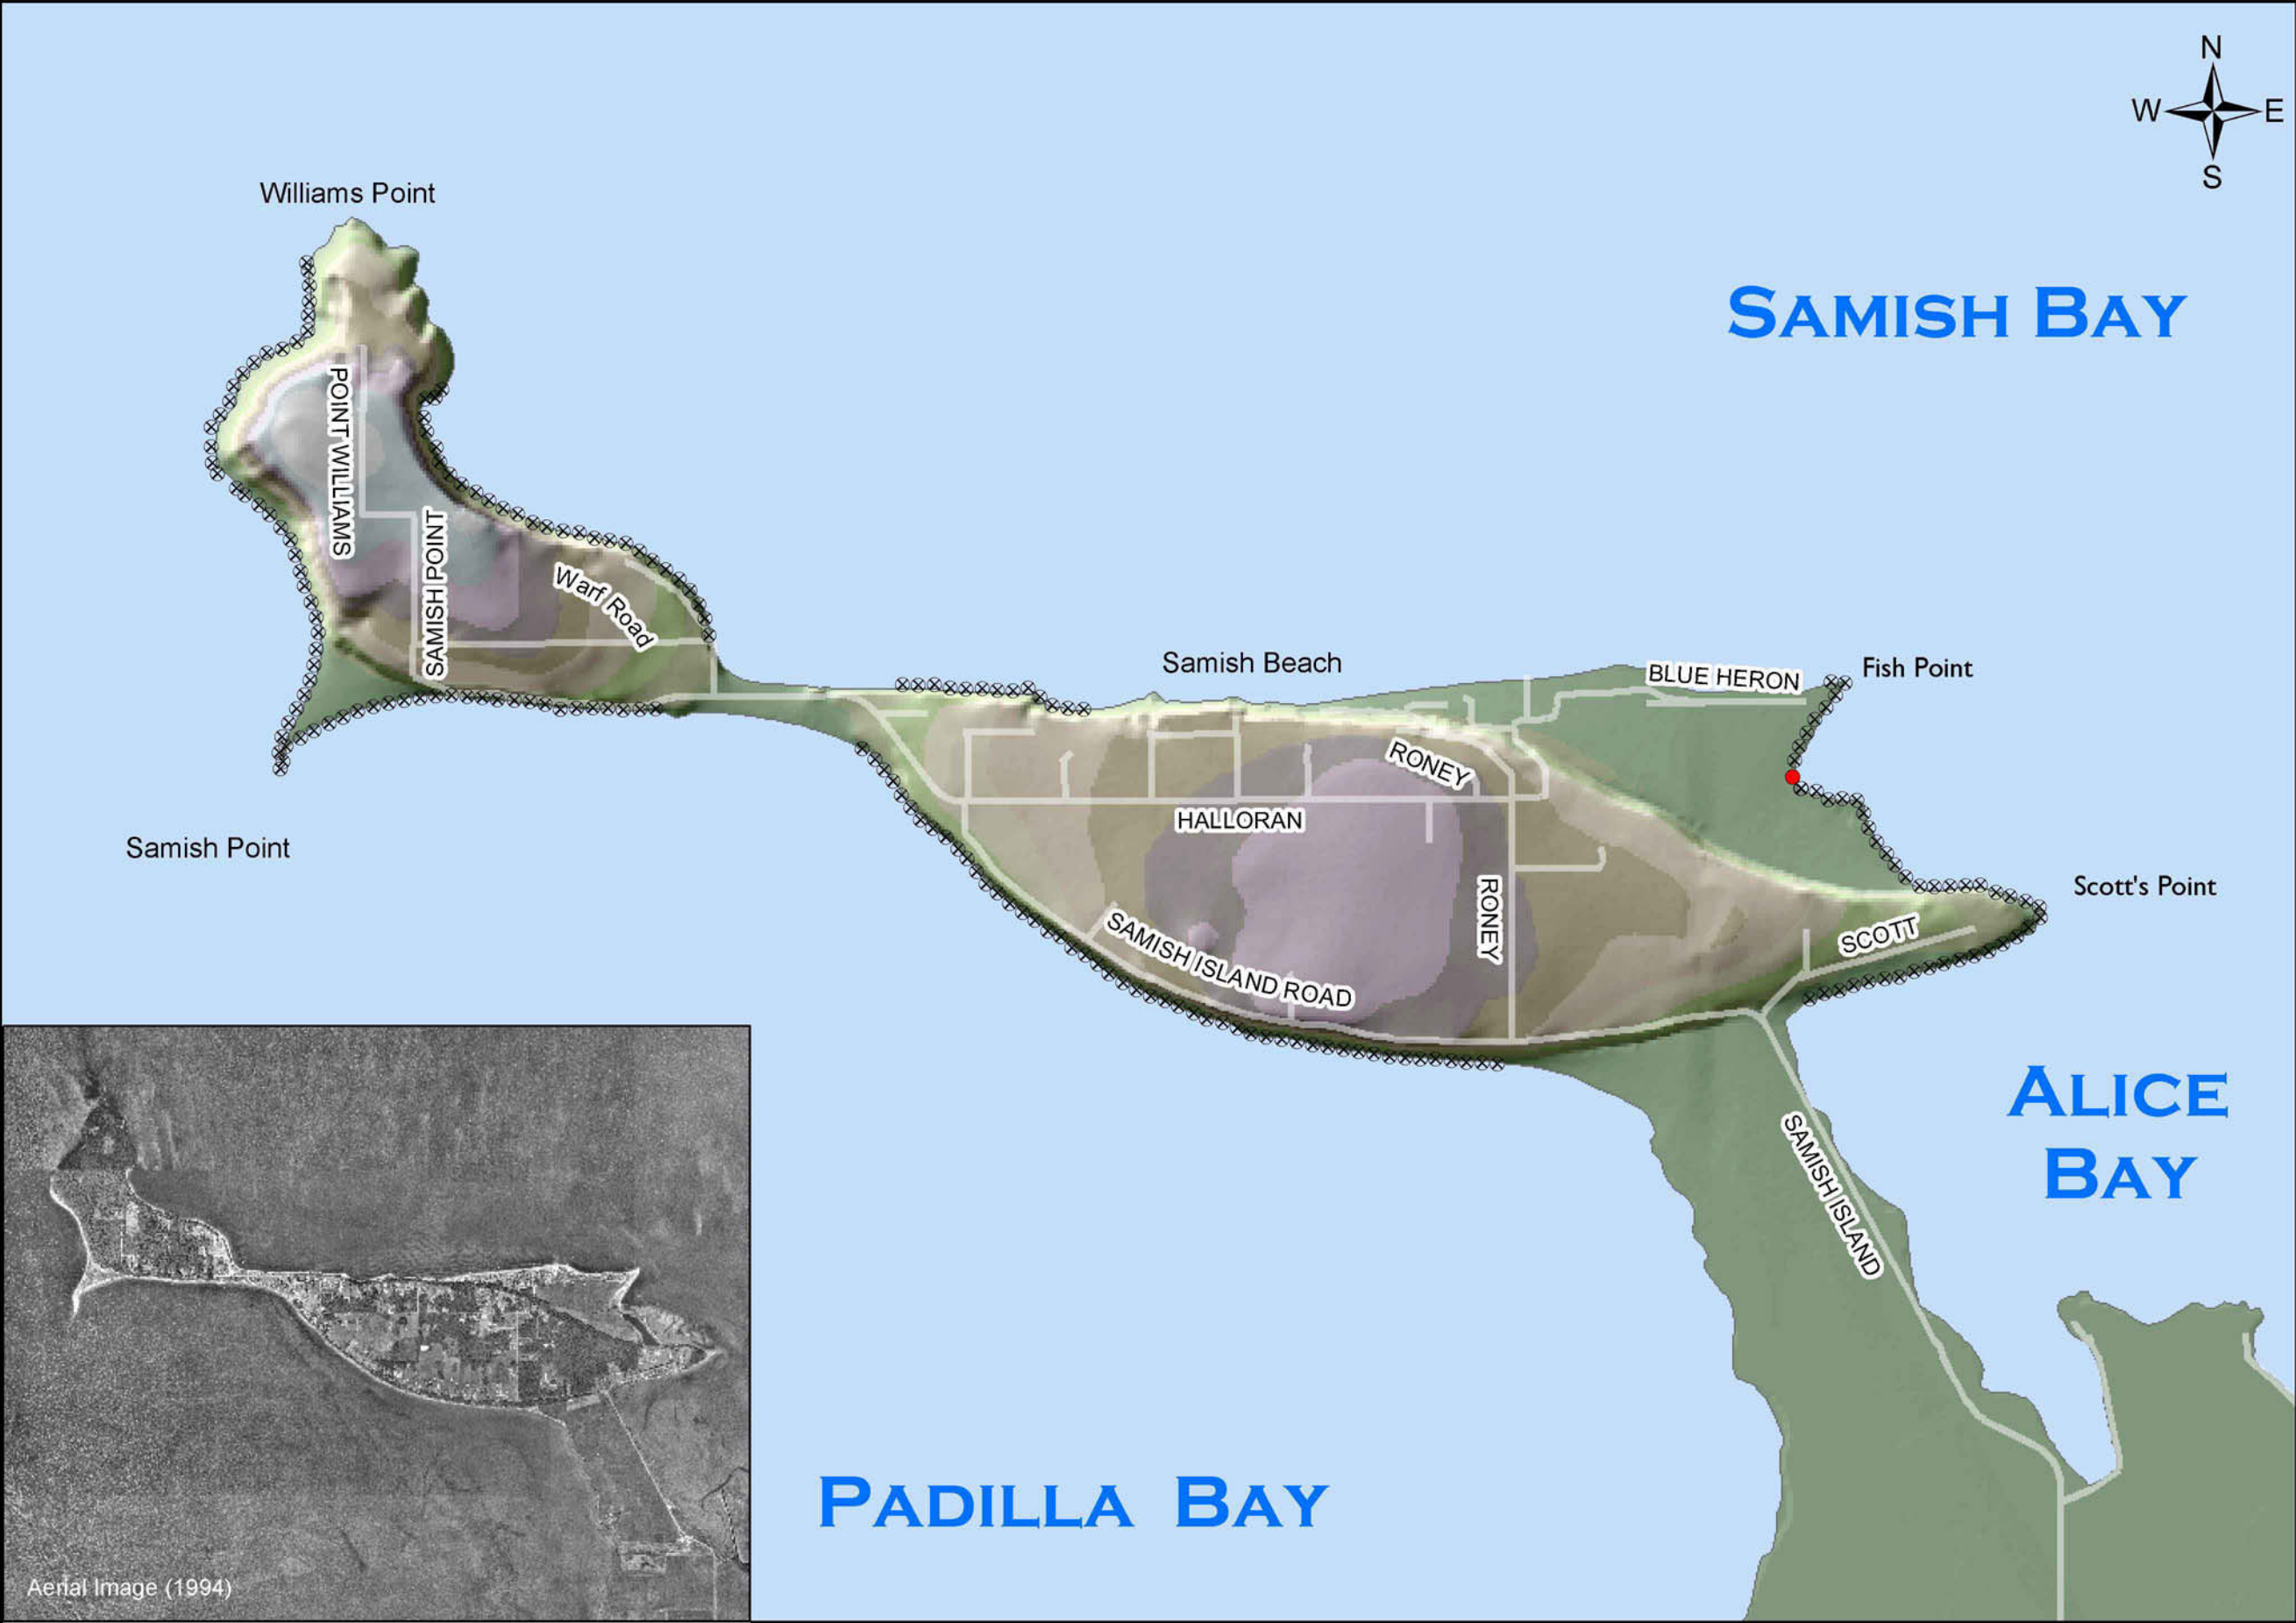 N
W E
S
Williams Point
SAMISH BAY
POINT WILLIAMS
SAMISH POINT
Warf Road
Samish Beach
BLUE HERON
Fish Point
RONEY
HALLORAN
Samish Point
RONEY
Scott's Point
SCOTT
SAMISH ISLAND ROAD
ALICE
BAY
SAMISH ISLAND
PADILLA BAY
Aerial Image (1994)